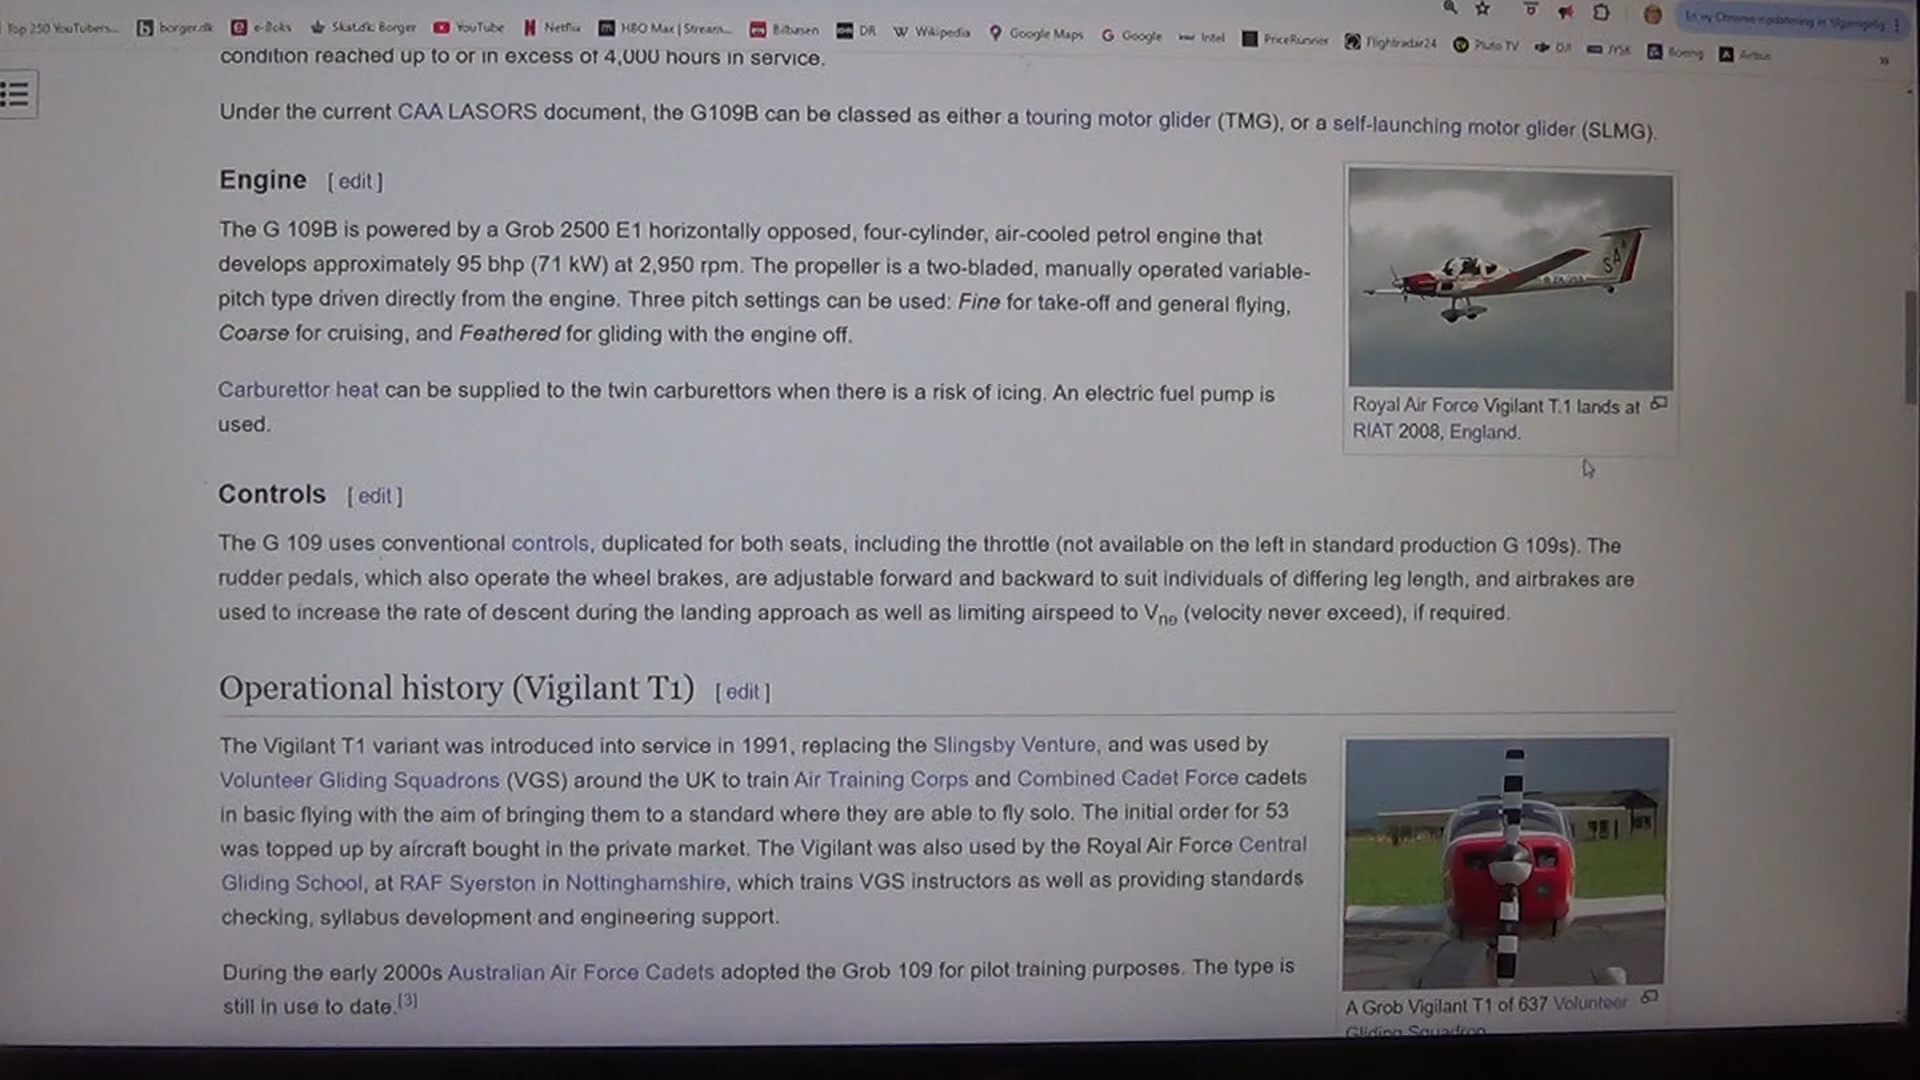 Top 250 YouTubers...
borger.dk
e-Boks
Skat.dk: Borger
YouTube
Netflix
HBO Max | Stream...
Bilbasen
DR
Wikipedia
Google Maps
Google
Intel
PriceRunner
Flightradar24
Pluto TV
DJI
JYSK
Boeing
Airbus
En ny Chrome-opdatering er tilgængelig
condition reached up to or in excess of 4,000 hours in service.
Under the current CAA LASORS document, the G109B can be classed as either a touring motor glider (TMG), or a self-launching motor glider (SLMG).
Engine [ edit ]
The G 109B is powered by a Grob 2500 E1 horizontally opposed, four-cylinder, air-cooled petrol engine that
develops approximately 95 bhp (71 kW) at 2,950 rpm. The propeller is a two-bladed, manually operated variable-
pitch type driven directly from the engine. Three pitch settings can be used: Fine for take-off and general flying,
Coarse for cruising, and Feathered for gliding with the engine off.
Carburettor heat can be supplied to the twin carburettors when there is a risk of icing. An electric fuel pump is
used.
SA
Royal Air Force Vigilant T.1 lands at
RIAT 2008, England.
Controls [ edit ]
The G 109 uses conventional controls, duplicated for both seats, including the throttle (not available on the left in standard production G 109s). The
rudder pedals, which also operate the wheel brakes, are adjustable forward and backward to suit individuals of differing leg length, and airbrakes are
used to increase the rate of descent during the landing approach as well as limiting airspeed to Vne (velocity never exceed), if required.
Operational history (Vigilant T1) [ edit ]
The Vigilant T1 variant was introduced into service in 1991, replacing the Slingsby Venture, and was used by
Volunteer Gliding Squadrons (VGS) around the UK to train Air Training Corps and Combined Cadet Force cadets
in basic flying with the aim of bringing them to a standard where they are able to fly solo. The initial order for 53
was topped up by aircraft bought in the private market. The Vigilant was also used by the Royal Air Force Central
Gliding School, at RAF Syerston in Nottinghamshire, which trains VGS instructors as well as providing standards
checking, syllabus development and engineering support.
During the early 2000s Australian Air Force Cadets adopted the Grob 109 for pilot training purposes. The type is
still in use to date.[3]
A Grob Vigilant T1 of 637 Volunteer
Gliding Squadron